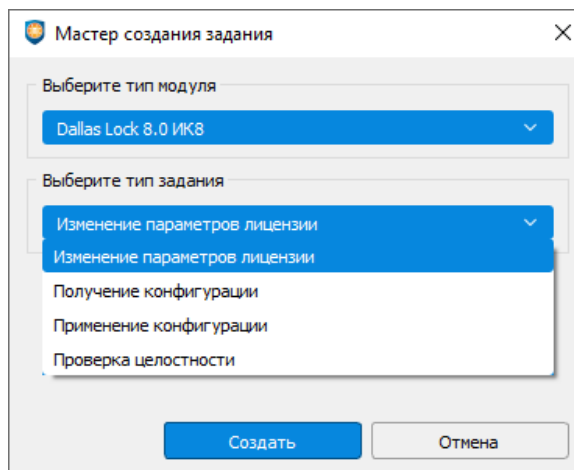 Мастер создания задания
Выберите тип модуля
Dallas Lock 8.0 ИК8
Выберите тип задания
Изменение параметров лицензии
Изменение параметров лицензии
Получение конфигурации
Применение конфигурации
Проверка целостности
Создать
Отмена